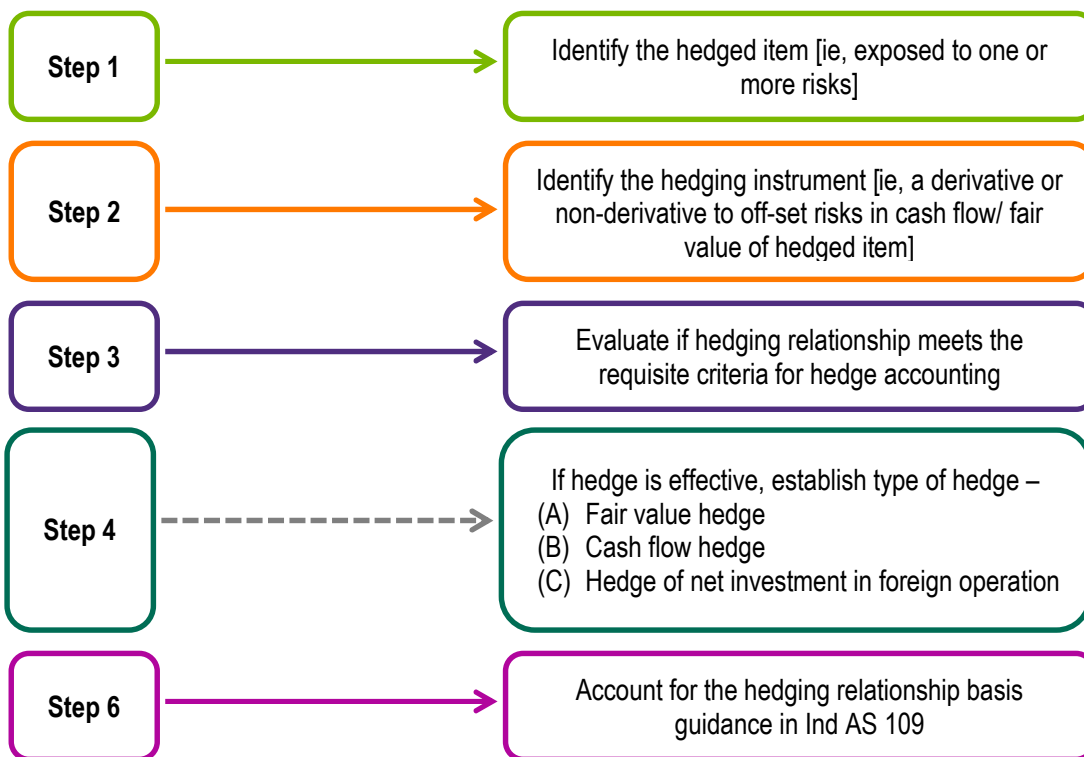 Step 1
Identify the hedged item [ie, exposed to one or
more risks]
Step 2
Identify the hedging instrument [ie, a derivative or
non-derivative to off-set risks in cash flow/ fair
value of hedged item]
Step 3
Evaluate if hedging relationship meets the
requisite criteria for hedge accounting
Step 4
If hedge is effective, establish type of hedge –
(A) Fair value hedge
(B) Cash flow hedge
(C) Hedge of net investment in foreign operation
Step 6
Account for the hedging relationship basis
guidance in Ind AS 109